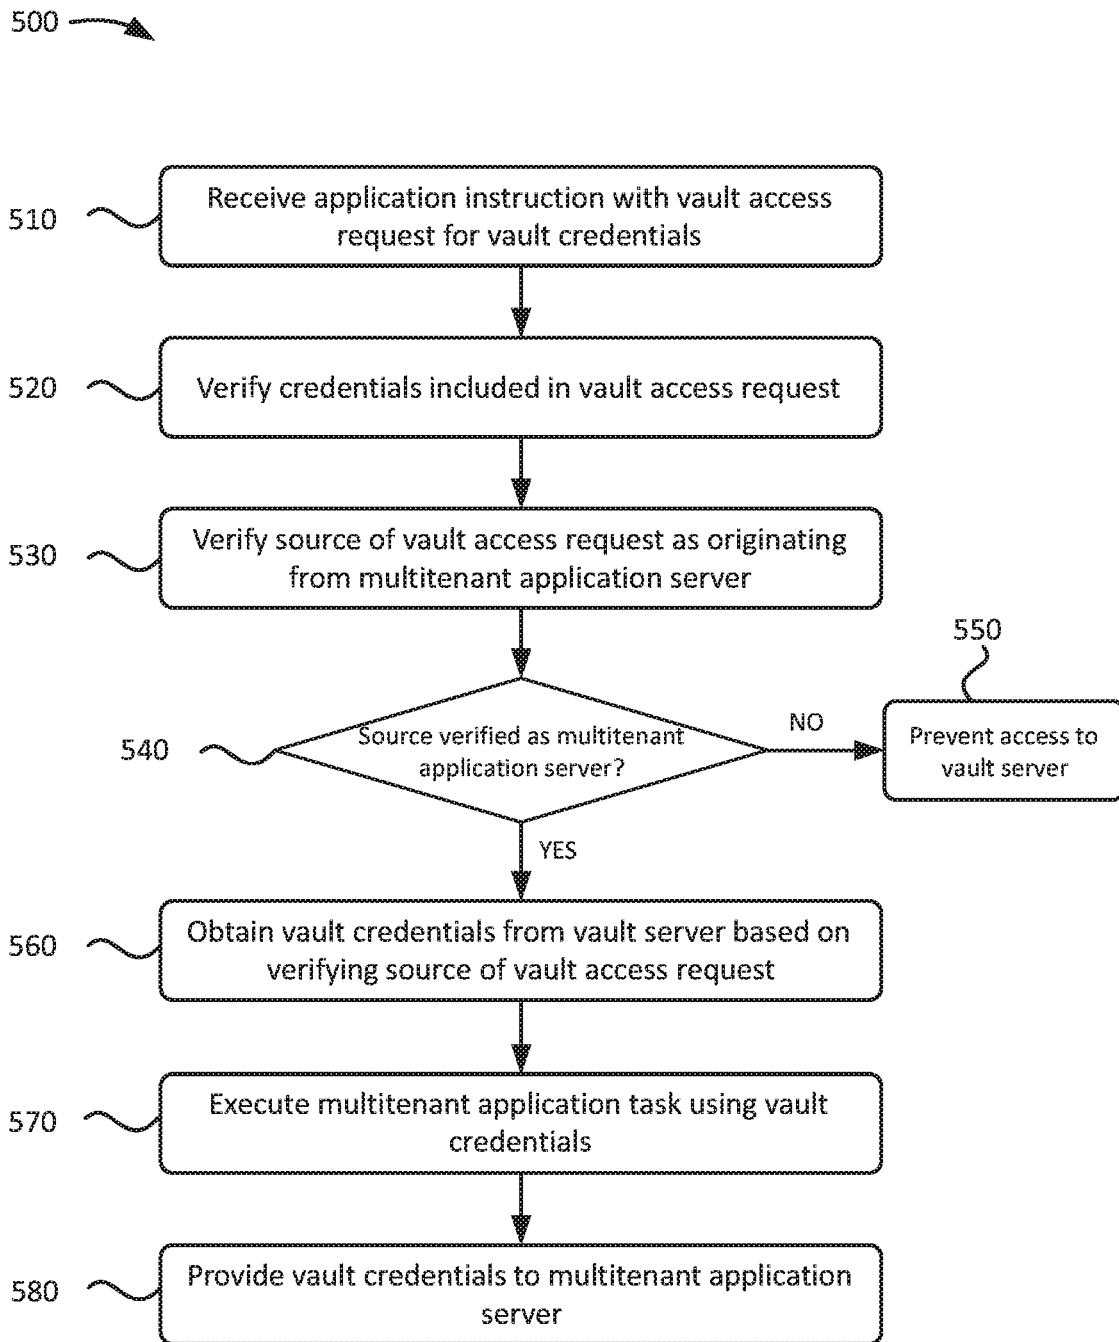 500
510
Receive application instruction with vault access
request for vault credentials
520
Verify credentials included in vault access request
530
Verify source of vault access request as originating
from multitenant application server
540
Source verified as multitenant
application server?
NO
550
Prevent access to
vault server
YES
560
Obtain vault credentials from vault server based on
verifying source of vault access request
570
Execute multitenant application task using vault
credentials
580
Provide vault credentials to multitenant application
server